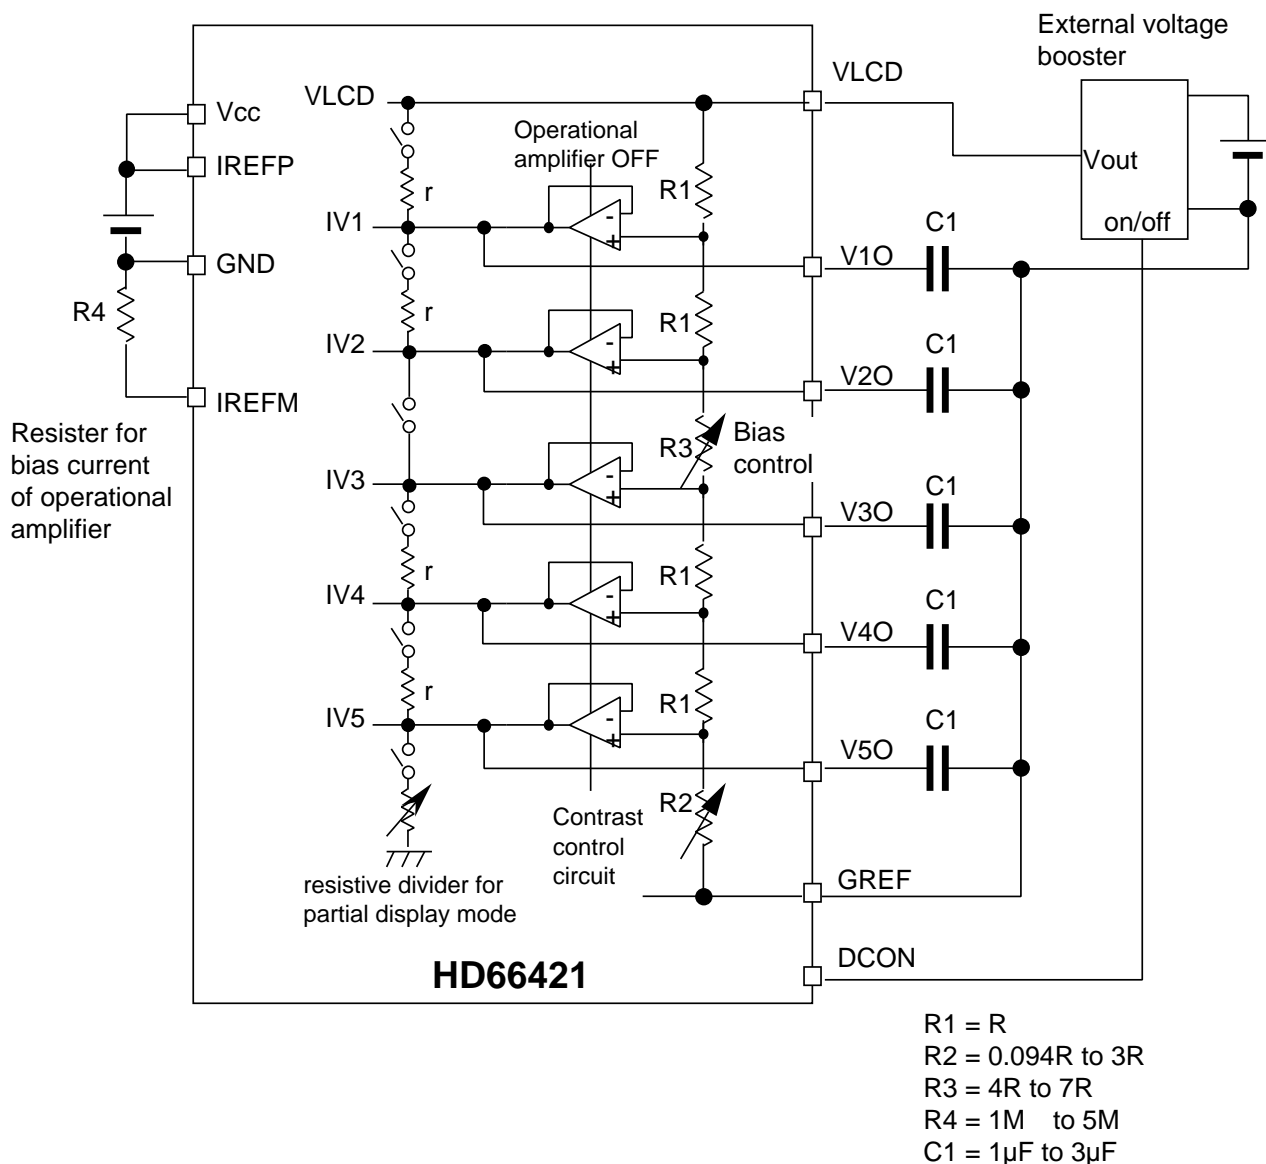 External voltage
booster
VLCD
VLCD
Vcc
Operational
amplifier OFF
IREFP
Vout
r
R1
IV1
C1
on/off
GND
V1O
-
+
R4
r
R1
IV2
C1
-
+
V2O
IREFM
Resister for
bias current
of operational
amplifier
R3
Bias
control
IV3
C1
-
+
V3O
r
R1
IV4
C1
-
+
V4O
r
R1
IV5
C1
-
+
V5O
R2
Contrast
control
circuit
resistive divider for
partial display mode
GREF
HD66421
DCON
R1 = R
R2 = 0.094R to 3R
R3 = 4R to 7R
R4 = 1M to 5M
C1 = 1µF to 3µF